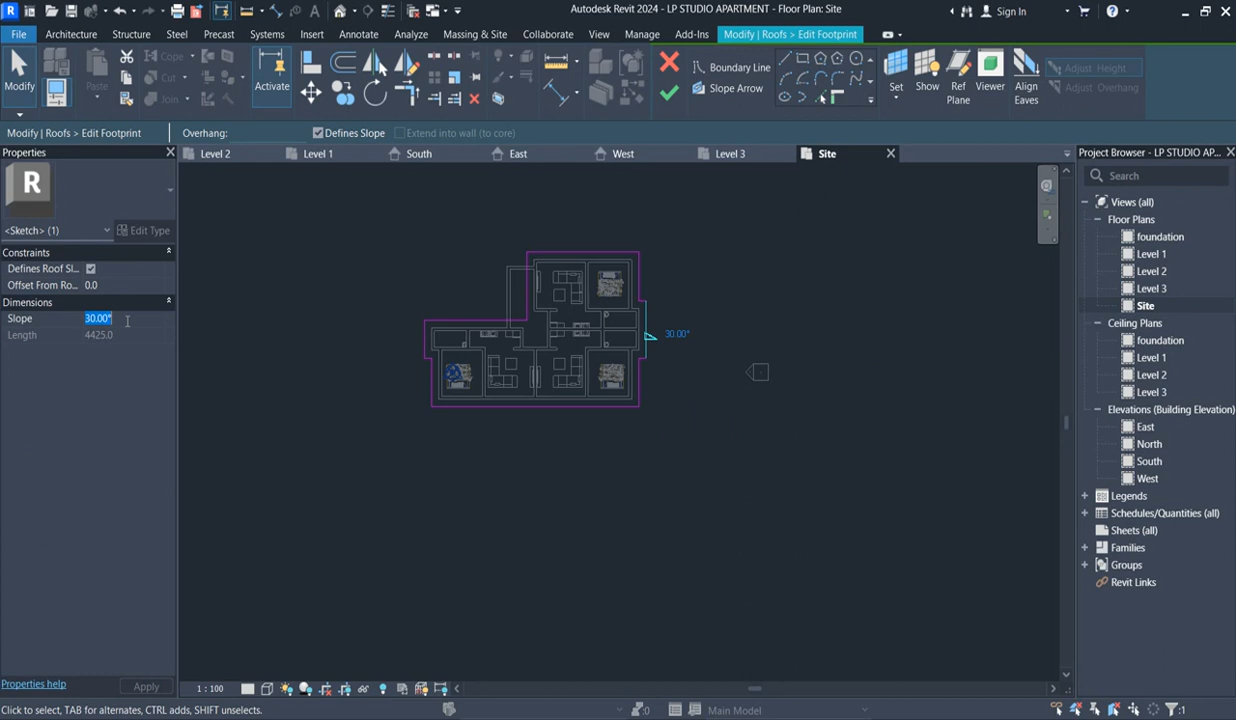 Autodesk Revit 2024 - LP STUDIO APARTMENT - Floor Plan: Site
Sign In
File
Architecture
Structure
Steel
Precast
Systems
Insert
Annotate
Analyze
Massing & Site
Collaborate
View
Manage
Add-Ins
Modify | Roofs > Edit Footprint
Modify
Paste
Cope
Cut
Join
Activate
Boundary Line
Slope Arrow
Set
Show
Ref Plane
Viewer
Align Eaves
Adjust Height
Adjust Overhang
Modify | Roofs > Edit Footprint
Overhang:
Defines Slope
Extend into wall (to core)
Properties
Level 2
Level 1
South
East
West
Level 3
Site
Project Browser - LP STUDIO AP...
R
Search
<Sketch> (1)
Edit Type
Constraints
Defines Roof Sl...
Offset From Ro...
0.0
Dimensions
Slope
30.00°
Length
4425.0
30.00°
Views (all)
Floor Plans
foundation
Level 1
Level 2
Level 3
Site
Ceiling Plans
foundation
Level 1
Level 2
Level 3
Elevations (Building Elevation)
East
North
South
West
Legends
Schedules/Quantities (all)
Sheets (all)
Families
Groups
Revit Links
Properties help
Apply
1 : 100
Click to select, TAB for alternates, CTRL adds, SHIFT unselects.
:0
Main Model
:1